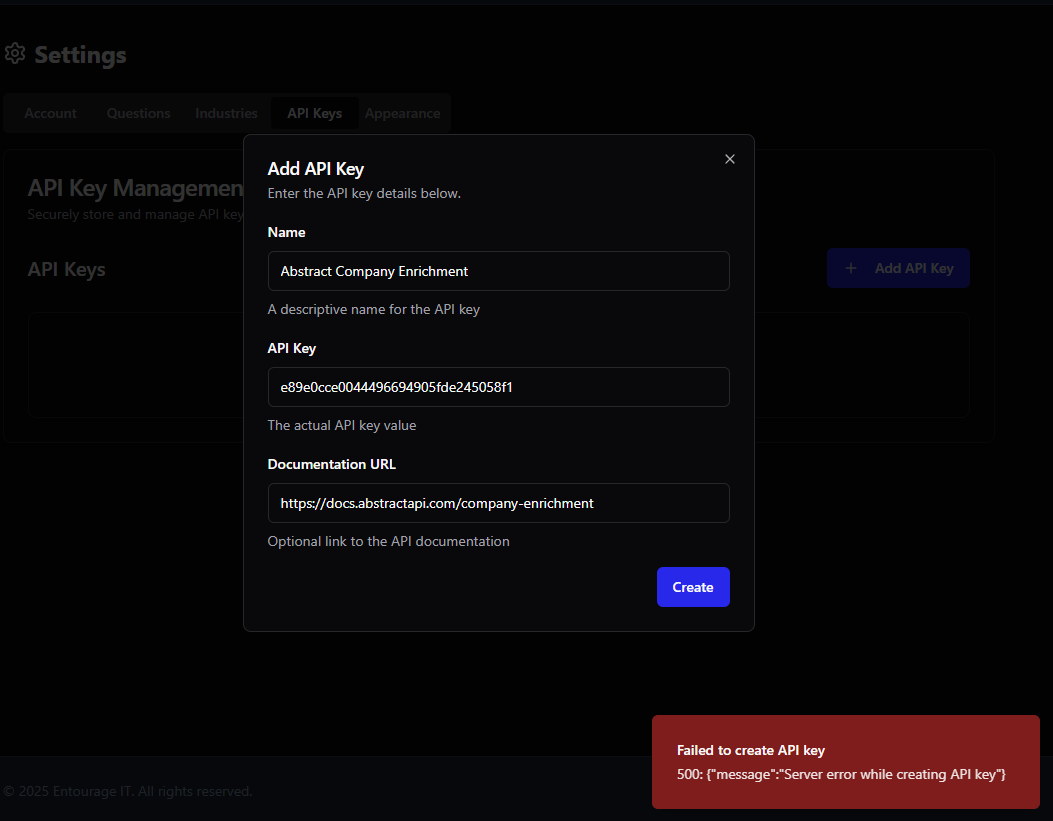 Settings
Account Questions Industries API Keys Appearance
Add API Key
Enter the API key details below.
API Key Managemen
Securely store and manage API key
API Keys
Add API Key
Name
Abstract Company Enrichment
A descriptive name for the API key
API Key
e89e0cce0044496694905fde245058f1
The actual API key value
Documentation URL
https://docs.abstractapi.com/company-enrichment
Optional link to the API documentation
Create
Failed to create API key
500: {"message":"Server error while creating API key"}
© 2025 Entourage IT. All rights reserved.